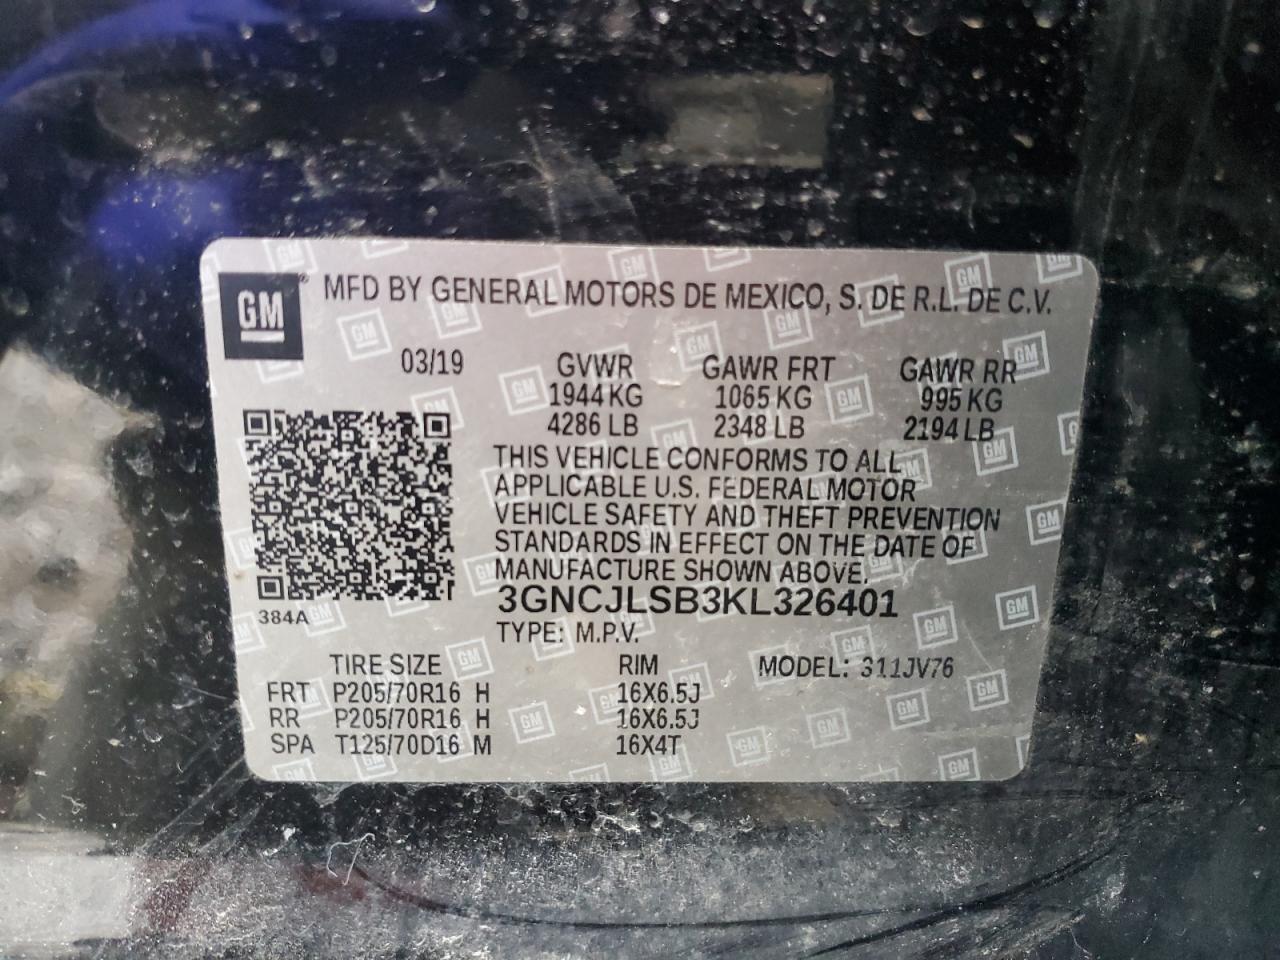 GM ® MFD BY GENERAL MOTORS DE MEXICO, S. DE R.L. DE C.V.
03/19 GVWR GAWR FRT GAWR RR
1944 KG 1065 KG 995 KG
4286 LB 2348 LB 2194 LB
THIS VEHICLE CONFORMS TO ALL
APPLICABLE U.S. FEDERAL MOTOR
VEHICLE SAFETY AND THEFT PREVENTION
STANDARDS IN EFFECT ON THE DATE OF
MANUFACTURE SHOWN ABOVE.
3GNCJLSB3KL326401
384A
TYPE: M.P.V.
TIRE SIZE RIM MODEL: 311JV76
FRT P205/70R16 H 16X6.5J
RR P205/70R16 H 16X6.5J
SPA T125/70D16 M 16X4T